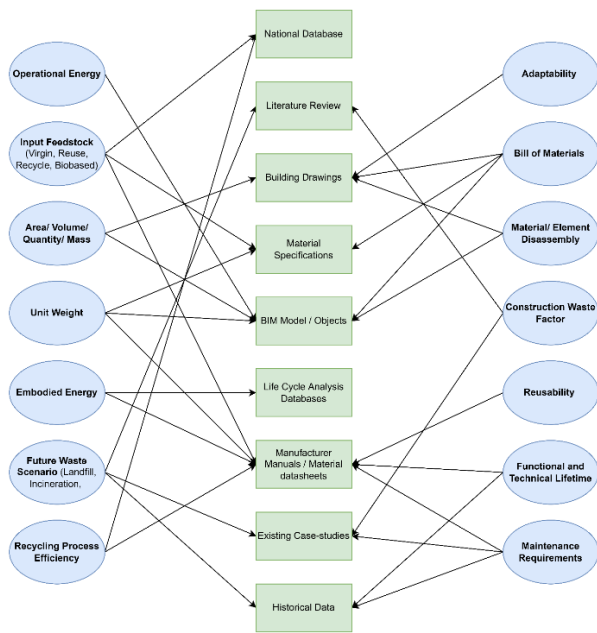 National Database
Operational Energy
Adaptability
Literature Review
Input Feedstock
(Virgin, Reuse,
Recycle, Biobased)
Bill of Materials
Building Drawings
Area/ Volume/
Quantity/ Mass
Material/ Element
Disassembly
Material
Specifications
Unit Weight
BIM Model / Objects
Construction Waste
Factor
Embodied Energy
Life Cycle Analysis
Databases
Reusability
Future Waste
Scenario (Landfill,
Incineration,
Manufacturer
Manuals / Material
datasheets
Functional and
Technical Lifetime
Recycling Process
Efficiency
Existing Case-studies
Maintenance
Requirements
Historical Data